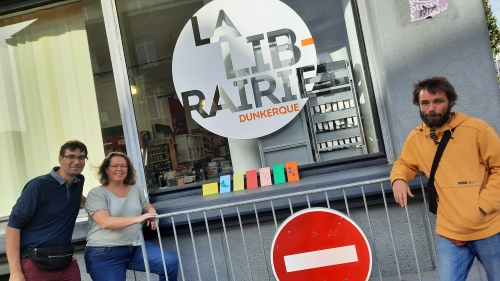 LA
LIB-
RAIRIE
DUNKERQUE